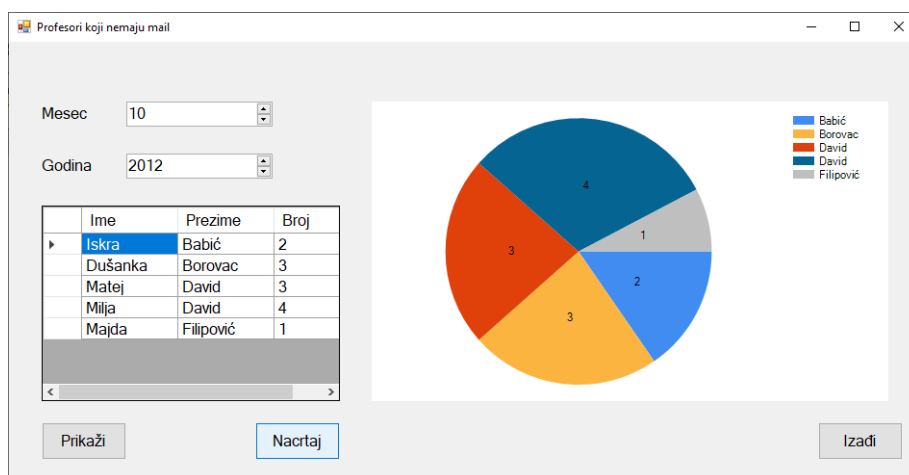 Profesori koji nemaju mail
Mesec 10
Godina 2012
Ime Prezime Broj
Iskra Babić 2
Dušanka Borovac 3
Matej David 3
Milja David 4
Majda Filipović 1
Prikaži
Nacrtaj
4
1
3
2
3
Babić
Borovac
David
David
Filipović
Izađi